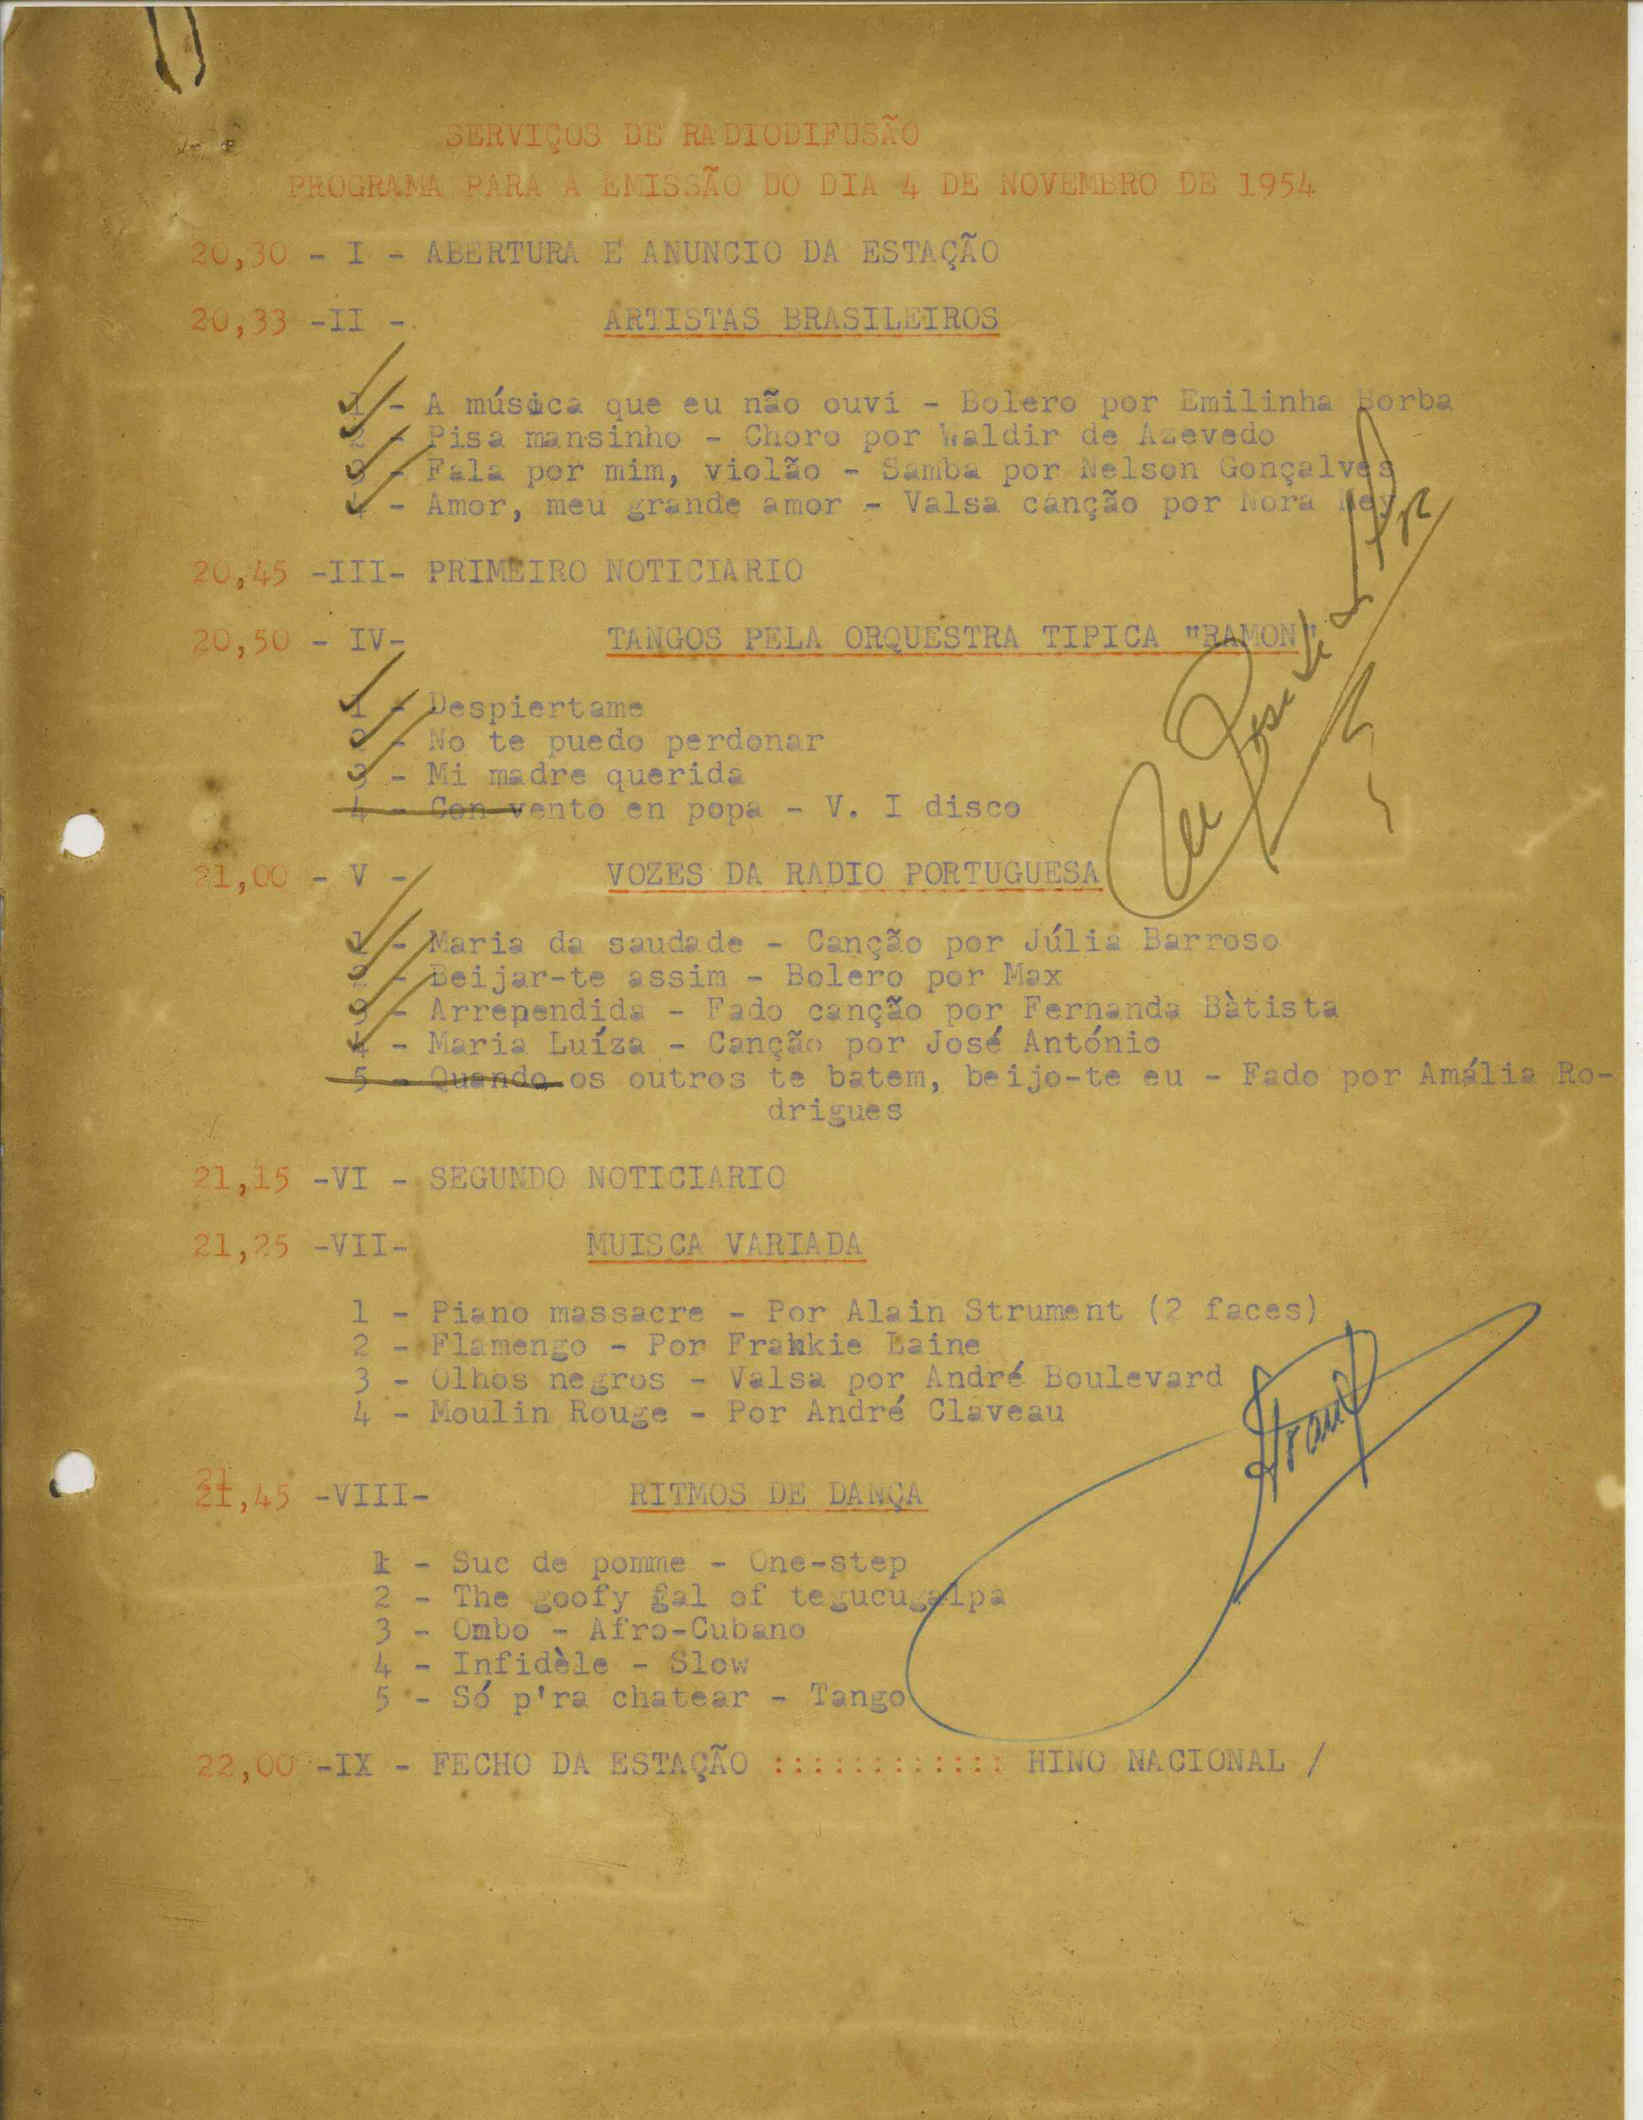 SERVIÇOS DE RADIODIFUSÃO
PROGRAMA PARA A EMISSÃO DO DIA 4 DE NOVEMBRO DE 1954
20,30 - I - ABERTURA E ANUNCIO DA ESTAÇÃO
20,33 -II - ARTISTAS BRASILEIROS
1 - A música que eu não ouvi - Bolero por Emilinha Borba
2 - Pisa mansinho - Choro por Waldir de Azevedo
3 - Fala por mim, violão - Samba por Nelson Gonçalves
4 - Amor, meu grande amor - Valsa canção por Nora Ney
20,45 -III- PRIMEIRO NOTICIARIO
20,50 - IV- TANGOS PELA ORQUESTRA TIPICA "RAMON"
1 - Despiertame
2 - No te puedo perdonar
3 - Mi madre querida
4 - Con vento en popa - V. I disco
21,00 - V - VOZES DA RADIO PORTUGUESA
1 - Maria da saudade - Canção por Júlia Barroso
2 - Beijar-te assim - Bolero por Max
3 - Arrependida - Fado canção por Fernanda Bàtista
4 - Maria Luíza - Canção por José António
5 - Quando os outros te batem, beijo-te eu - Fado por Amália Ro-
drigues
21,15 -VI - SEGUNDO NOTICIARIO
21,25 -VII- MUISCA VARIADA
1 - Piano massacre - Por Alain Strument (2 faces)
2 - Flamengo - Por Frankie Laine
3 - Olhos negros - Valsa por André Boulevard
4 - Moulin Rouge - Por André Claveau
21
21,45 -VIII- RITMOS DE DANÇA
1 - Suc de pomme - One-step
2 - The goofy gal of tegucugalpa
3 - Ombo - Afro-Cubano
4 - Infidèle - Slow
5 - Só p'ra chatear - Tango
22,00 -IX - FECHO DA ESTAÇÃO :::::::::::: HINO NACIONAL /